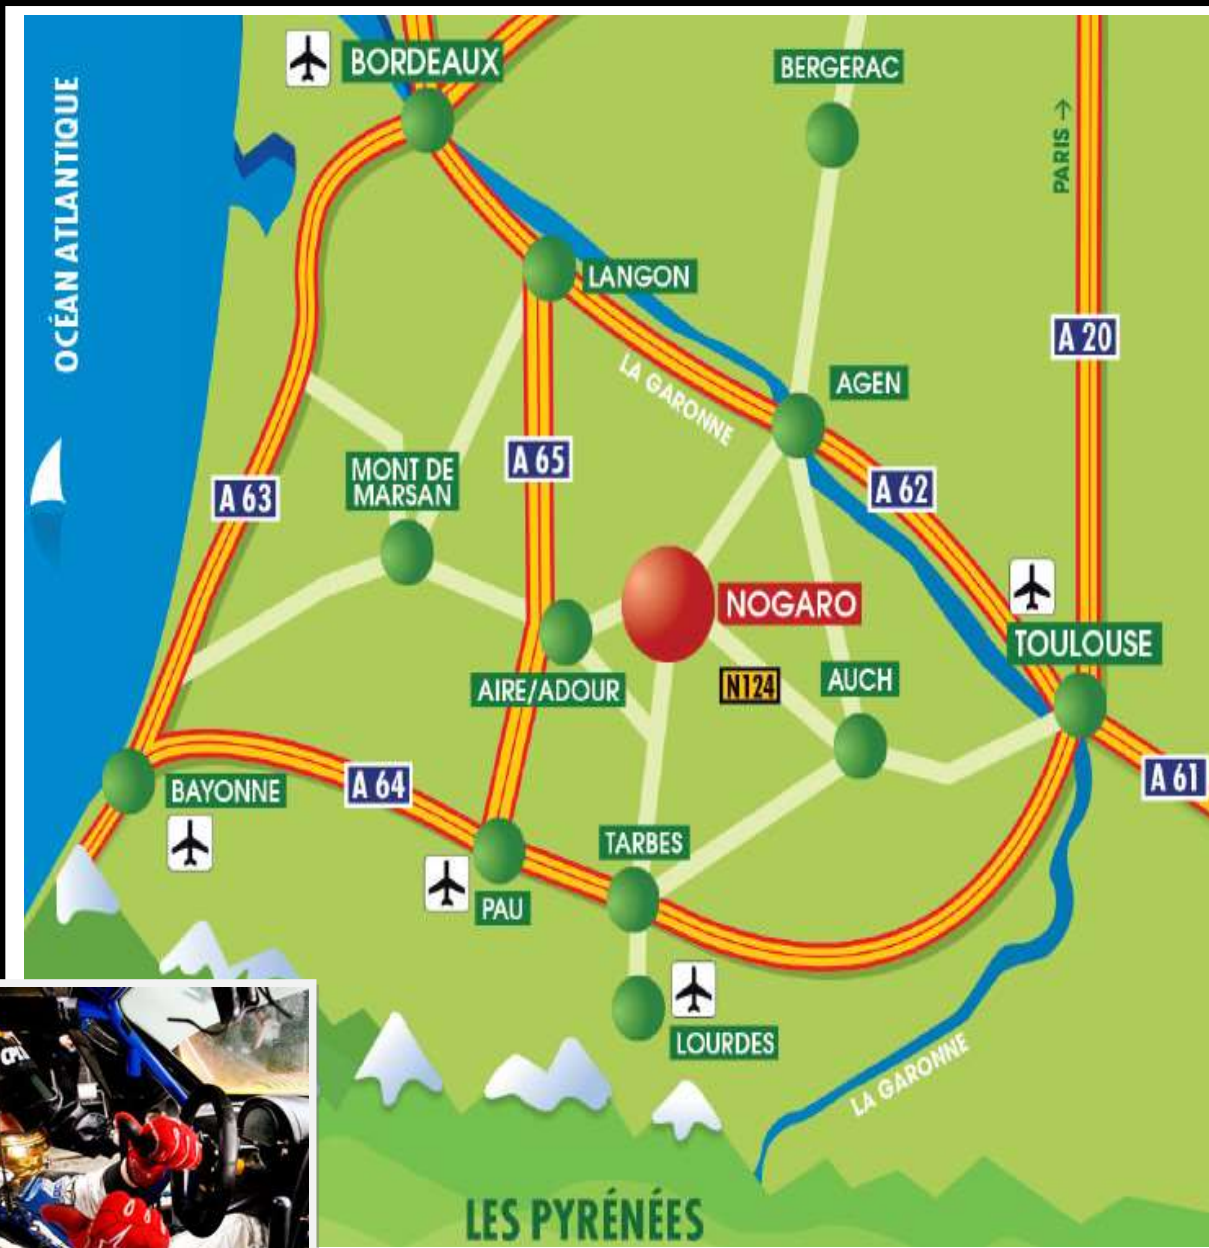 BORDEAUX
BERGERAC
OCÉAN ATLANTIQUE
PARIS →
LANGON
A 20
LA GARONNE
AGEN
A 65
MONT DE
MARSAN
A 63
A 62
NOGARO
TOULOUSE
AIRE/ADOUR
N124
AUCH
A 61
BAYONNE
A 64
TARBES
PAU
LOURDES
LA GARONNE
LES PYRÉNÉES